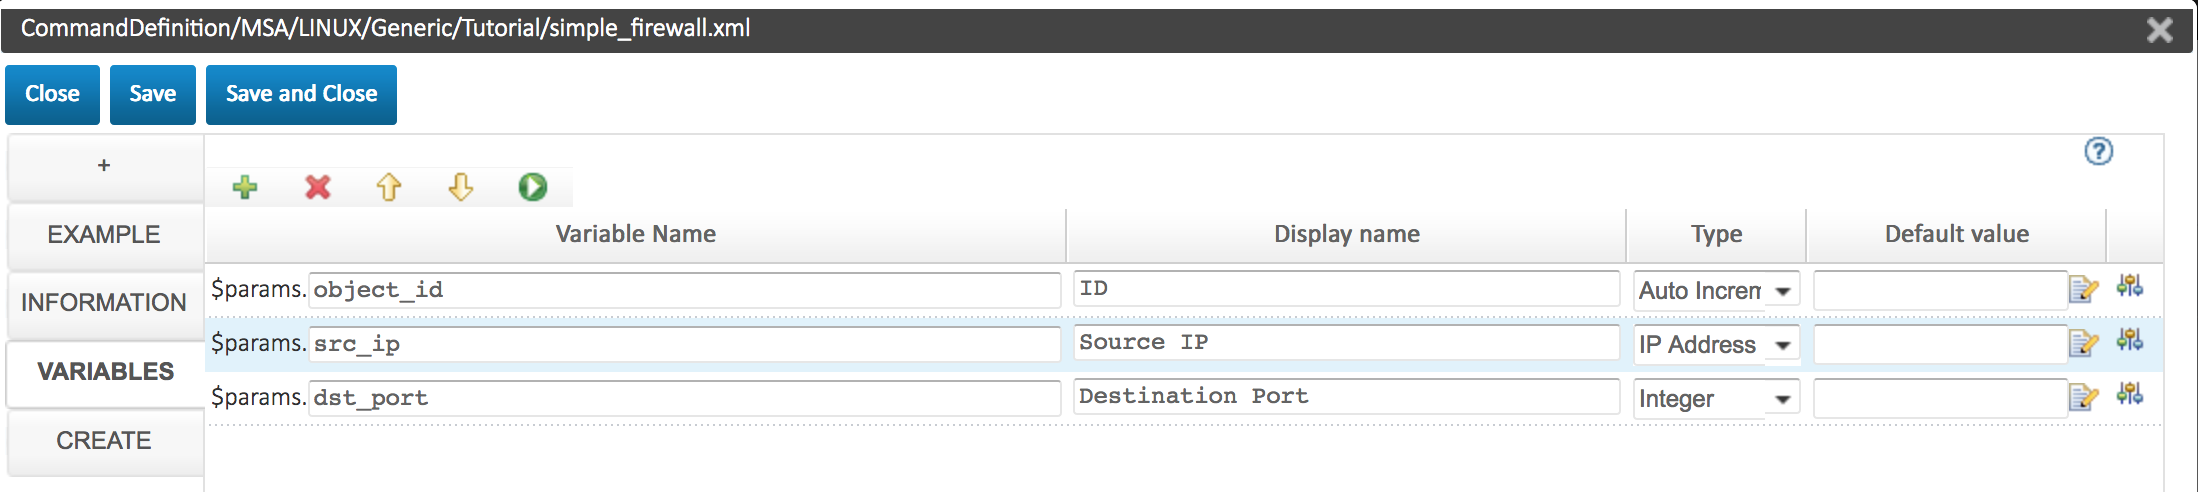 CommandDefinition/MSA/LINUX/Generic/Tutorial/simple_firewall.xml
Close Save Save and Close
+
?
EXAMPLE
INFORMATION
VARIABLES
CREATE
Variable Name Display name Type Default value
$params. object_id ID Auto Increm
$params. src_ip Source IP IP Address
$params. dst_port Destination Port Integer